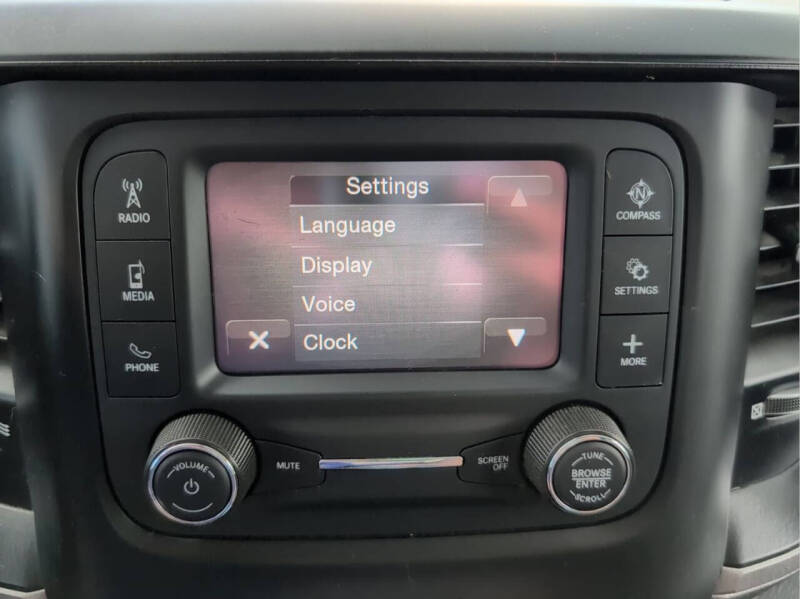 RADIO
MEDIA
PHONE
Settings
Language
Display
Voice
Clock
N
COMPASS
SETTINGS
MORE
VOLUME
MUTE
SCREEN
OFF
TUNE
BROWSE
ENTER
SCROLL